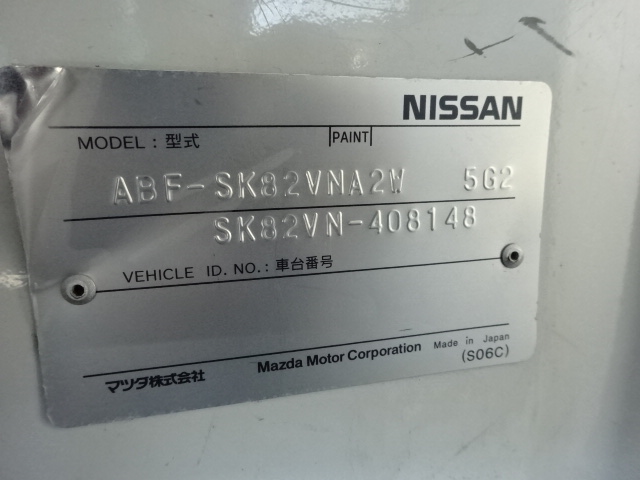 NISSAN
MODEL : 型式 PAINT
ABF-SK82VNA2W 5G2
SK82VN-408148
VEHICLE ID. NO. : 車台番号
マツダ株式会社 Mazda Motor Corporation Made in Japan
(S06C)